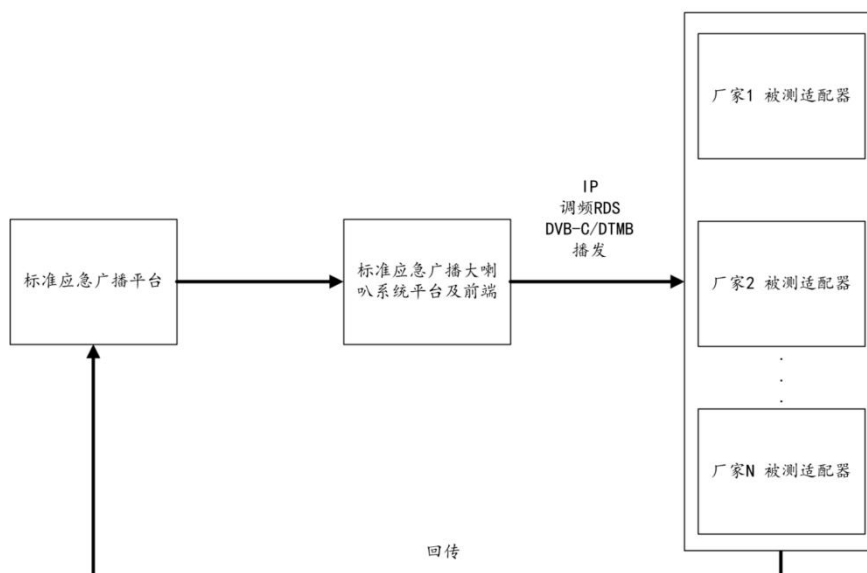 厂家1 被测适配器
IP
调频RDS
DVB-C/DTMB
播发
标准应急广播平台
标准应急广播大喇
叭系统平台及前端
厂家2 被测适配器
厂家N 被测适配器
回传